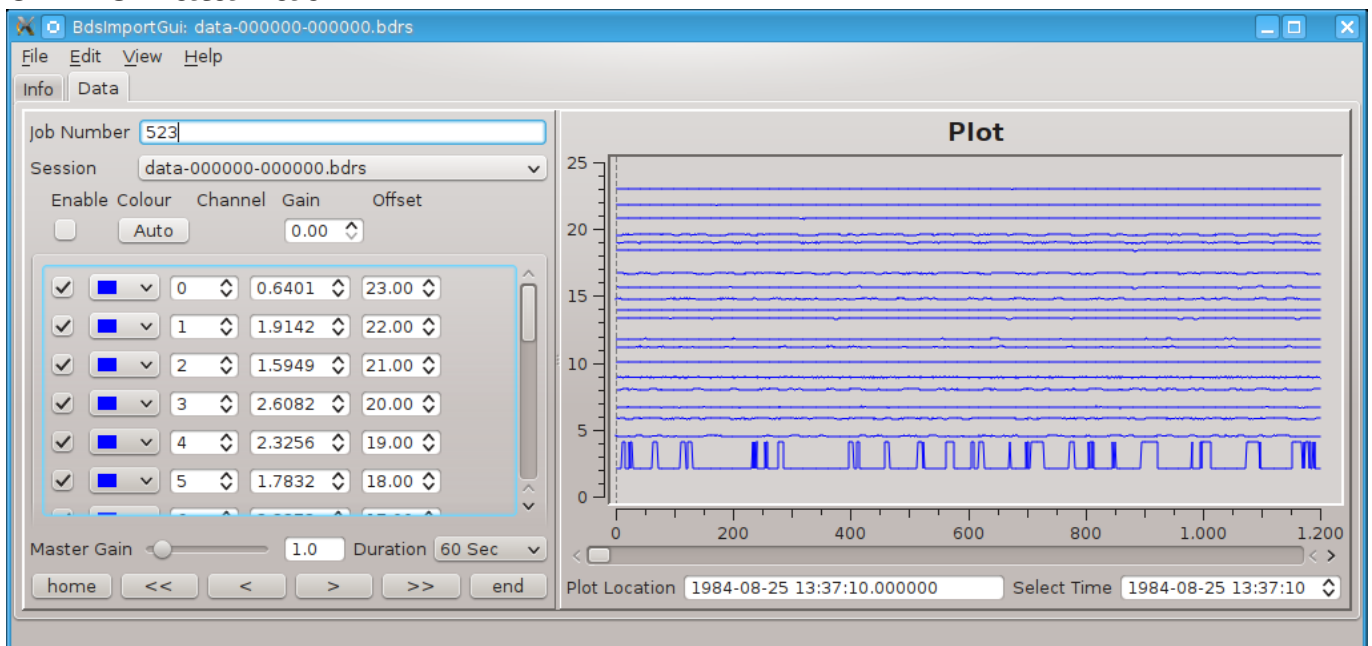 BdsImportGui: data-000000-000000.bdrs
File Edit View Help
Info Data
Job Number 523
Session data-000000-000000.bdrs
Enable Colour Channel Gain Offset
Auto 0.00
0 0.6401 23.00
1 1.9142 22.00
2 1.5949 21.00
3 2.6082 20.00
4 2.3256 19.00
5 1.7832 18.00
Master Gain 1.0 Duration 60 Sec
home << < > >> end
Plot
25
20
15
10
5
0
0 200 400 600 800 1.000 1.200
Plot Location 1984-08-25 13:37:10.000000 Select Time 1984-08-25 13:37:10